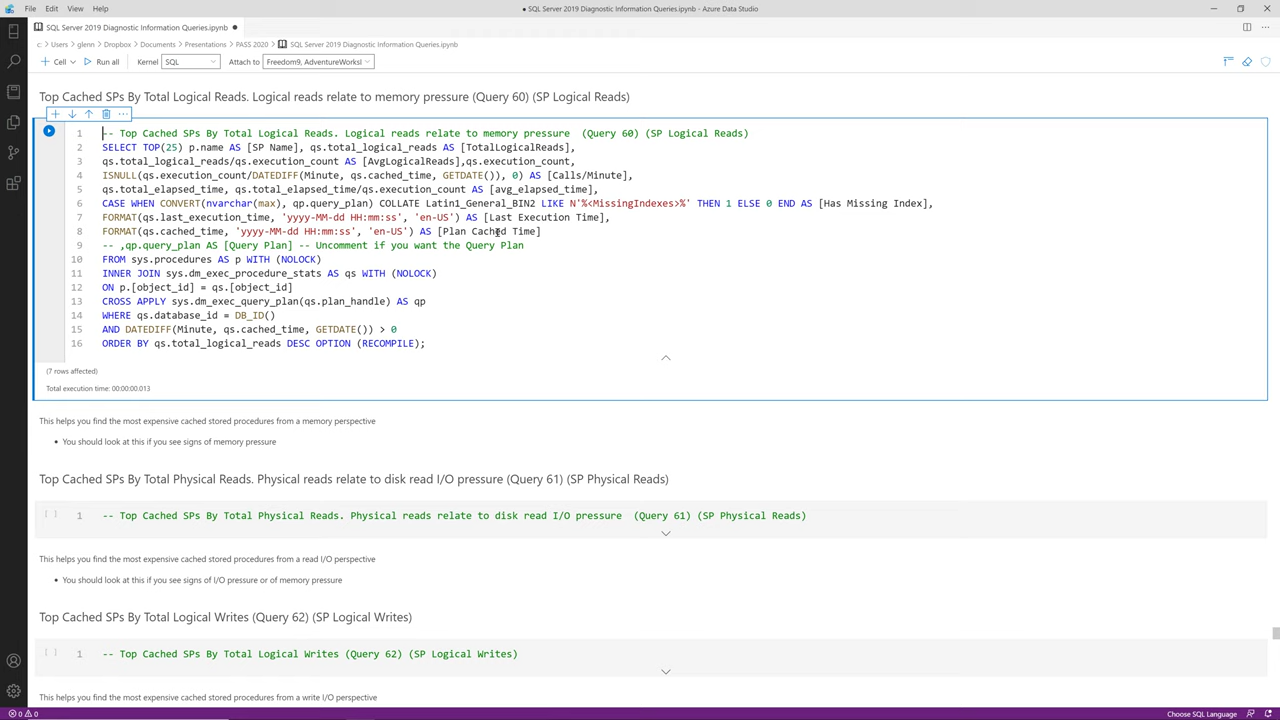 File Edit View Help
● SQL Server 2019 Diagnostic Information Queries.ipynb - Azure Data Studio
SQL Server 2019 Diagnostic Information Queries.ipynb ●
c: > Users > glenn > Dropbox > Documents > Presentations > PASS 2020 > SQL Server 2019 Diagnostic Information Queries.ipynb
+ Cell Run all Kernel SQL Attach to Freedom9, AdventureWorksl
Top Cached SPs By Total Logical Reads. Logical reads relate to memory pressure (Query 60) (SP Logical Reads)
1 -- Top Cached SPs By Total Logical Reads. Logical reads relate to memory pressure  (Query 60) (SP Logical Reads)
2 SELECT TOP(25) p.name AS [SP Name], qs.total_logical_reads AS [TotalLogicalReads],
3 qs.total_logical_reads/qs.execution_count AS [AvgLogicalReads],qs.execution_count,
4 ISNULL(qs.execution_count/DATEDIFF(Minute, qs.cached_time, GETDATE()), 0) AS [Calls/Minute],
5 qs.total_elapsed_time, qs.total_elapsed_time/qs.execution_count AS [avg_elapsed_time],
6 CASE WHEN CONVERT(nvarchar(max), qp.query_plan) COLLATE Latin1_General_BIN2 LIKE N'%<MissingIndexes>%' THEN 1 ELSE 0 END AS [Has Missing Index],
7 FORMAT(qs.last_execution_time, 'yyyy-MM-dd HH:mm:ss', 'en-US') AS [Last Execution Time],
8 FORMAT(qs.cached_time, 'yyyy-MM-dd HH:mm:ss', 'en-US') AS [Plan Cached Time]
9 -- ,qp.query_plan AS [Query Plan] -- Uncomment if you want the Query Plan
10 FROM sys.procedures AS p WITH (NOLOCK)
11 INNER JOIN sys.dm_exec_procedure_stats AS qs WITH (NOLOCK)
12 ON p.[object_id] = qs.[object_id]
13 CROSS APPLY sys.dm_exec_query_plan(qs.plan_handle) AS qp
14 WHERE qs.database_id = DB_ID()
15 AND DATEDIFF(Minute, qs.cached_time, GETDATE()) > 0
16 ORDER BY qs.total_logical_reads DESC OPTION (RECOMPILE);
(7 rows affected)
Total execution time: 00:00:00.013
This helps you find the most expensive cached stored procedures from a memory perspective
• You should look at this if you see signs of memory pressure
Top Cached SPs By Total Physical Reads. Physical reads relate to disk read I/O pressure (Query 61) (SP Physical Reads)
[ ] 1 -- Top Cached SPs By Total Physical Reads. Physical reads relate to disk read I/O pressure  (Query 61) (SP Physical Reads)
This helps you find the most expensive cached stored procedures from a read I/O perspective
• You should look at this if you see signs of I/O pressure or of memory pressure
Top Cached SPs By Total Logical Writes (Query 62) (SP Logical Writes)
[ ] 1 -- Top Cached SPs By Total Logical Writes (Query 62) (SP Logical Writes)
This helps you find the most expensive cached stored procedures from a write I/O perspective
0 0 Choose SQL Language